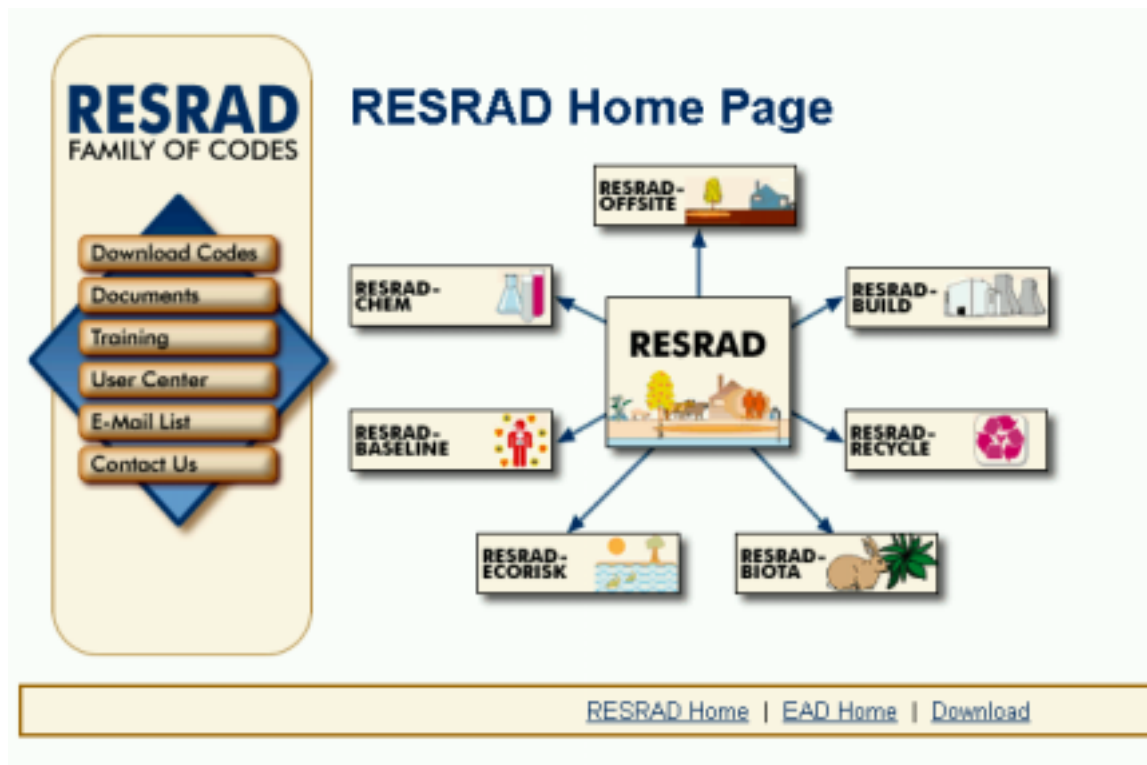 RESRAD
FAMILY OF CODES
Download Codes
Documents
Training
User Center
E-Mail List
Contact Us
RESRAD Home Page
RESRAD-
OFFSITE
RESRAD-
CHEM
RESRAD-
BUILD
RESRAD
RESRAD-
BASELINE
RESRAD-
RECYCLE
RESRAD-
ECORISK
RESRAD-
BIOTA
RESRAD Home | EAD Home | Download